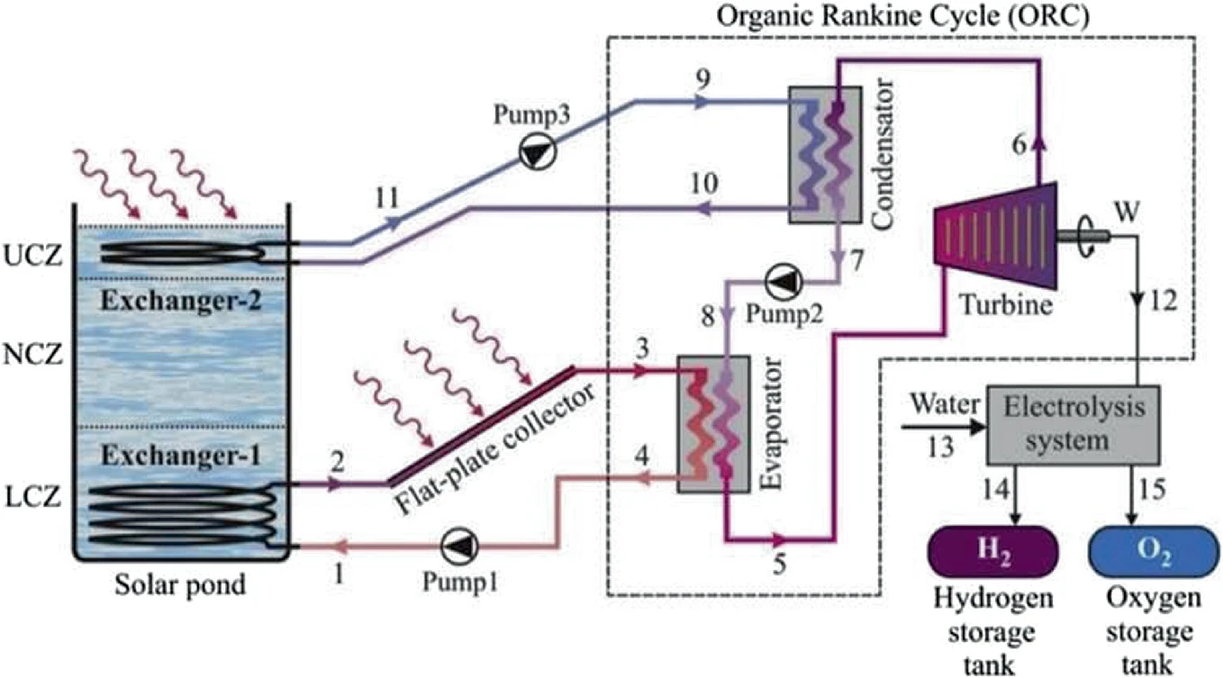 Organic Rankine Cycle (ORC)
9
Pump3
Condensator
6
11
10
W
UCZ
Exchanger-2
7
8
Pump2
Turbine
12
NCZ
3
Flat-plate collector
Evaporator
Water
13
Electrolysis
system
Exchanger-1
2
4
LCZ
14
15
1
Pump1
5
H2
O2
Solar pond
Hydrogen
storage
tank
Oxygen
storage
tank